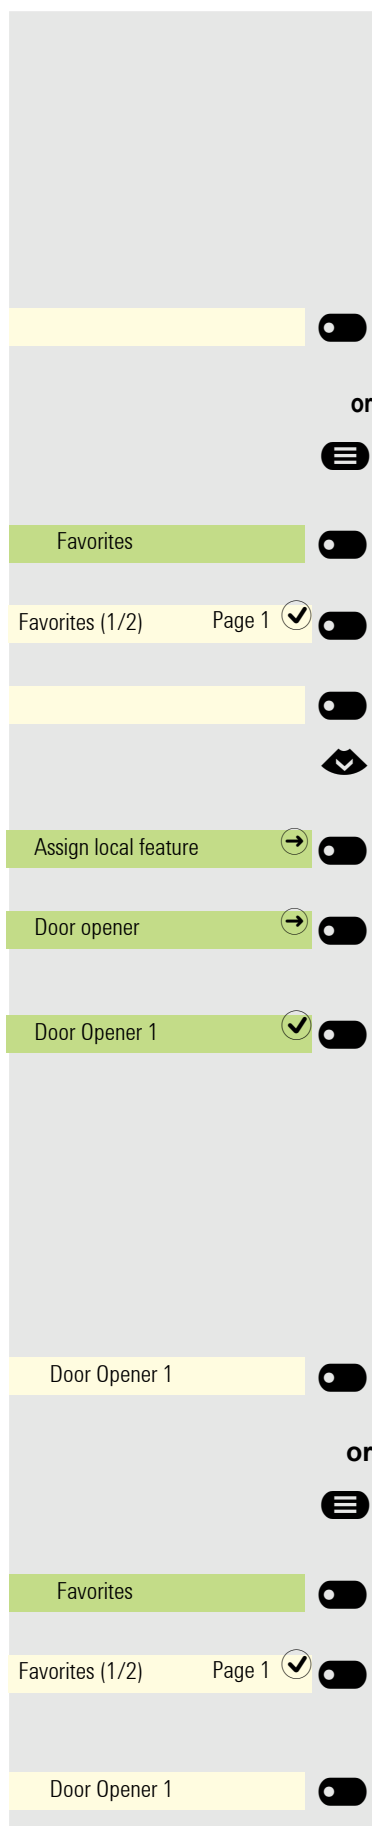 or
Favorites
Favorites (1/2) Page 1
Assign local feature
Door opener
Door Opener 1
Door Opener 1
or
Favorites
Favorites (1/2) Page 1
Door Opener 1